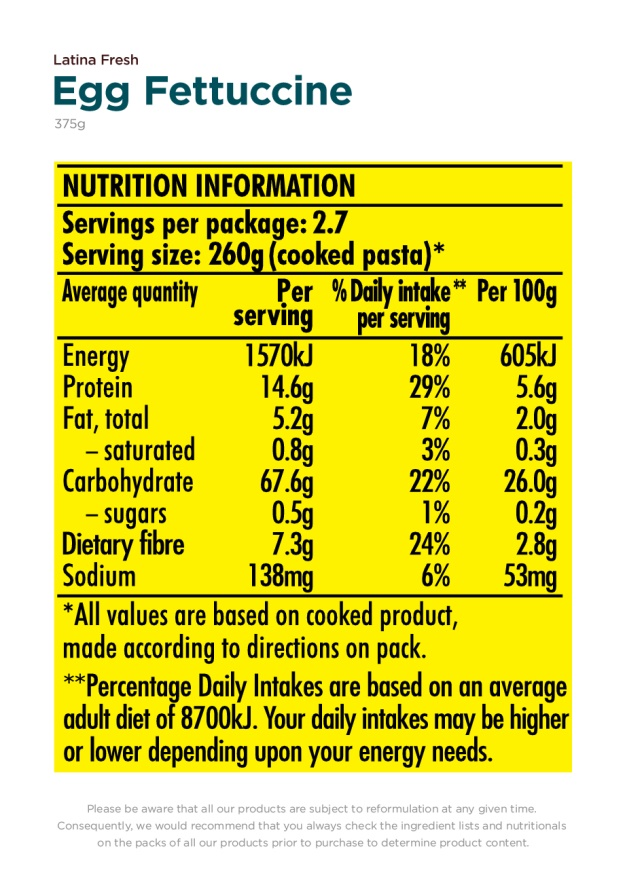 Latina Fresh
Egg Fettuccine
375g
NUTRITION INFORMATION
Servings per package: 2.7
Serving size: 260g (cooked pasta)*
Average quantity Per serving % Daily intake** per serving Per 100g
Energy 1570kJ 18% 605kJ
Protein 14.6g 29% 5.6g
Fat, total 5.2g 7% 2.0g
– saturated 0.8g 3% 0.3g
Carbohydrate 67.6g 22% 26.0g
– sugars 0.5g 1% 0.2g
Dietary fibre 7.3g 24% 2.8g
Sodium 138mg 6% 53mg
*All values are based on cooked product,
made according to directions on pack.
**Percentage Daily Intakes are based on an average
adult diet of 8700kJ. Your daily intakes may be higher
or lower depending upon your energy needs.
Please be aware that all our products are subject to reformulation at any given time.
Consequently, we would recommend that you always check the ingredient lists and nutritionals
on the packs of all our products prior to purchase to determine product content.